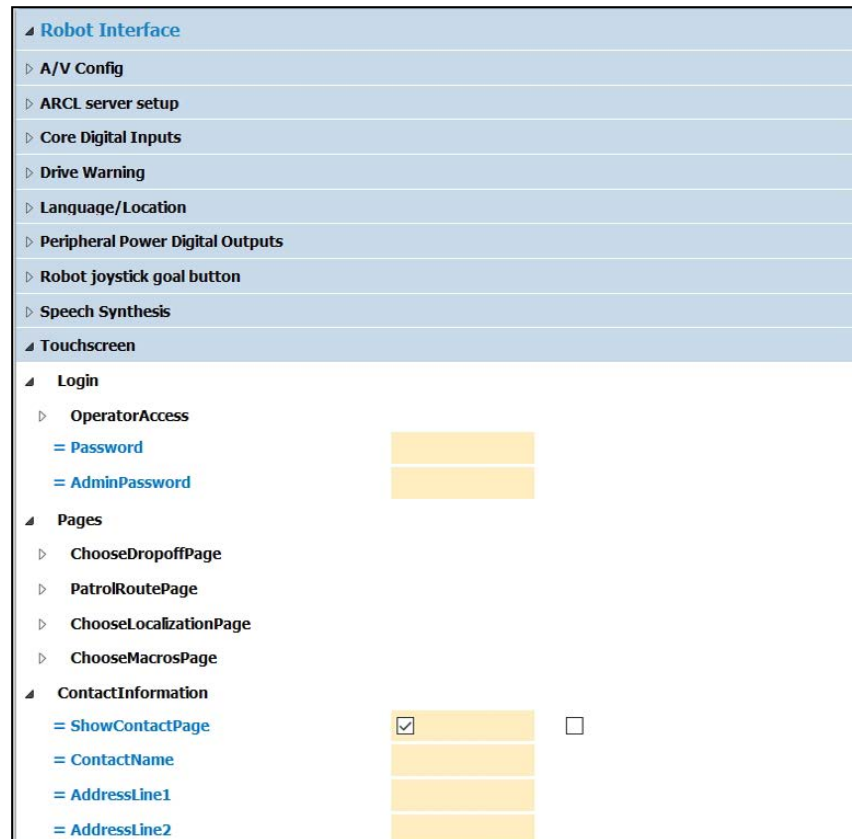 Robot Interface
A/V Config
ARCL server setup
Core Digital Inputs
Drive Warning
Language/Location
Peripheral Power Digital Outputs
Robot joystick goal button
Speech Synthesis
Touchscreen
Login
OperatorAccess
= Password
= AdminPassword
Pages
ChooseDropoffPage
PatrolRoutePage
ChooseLocalizationPage
ChooseMacrosPage
ContactInformation
= ShowContactPage
= ContactName
= AddressLine1
= AddressLine2